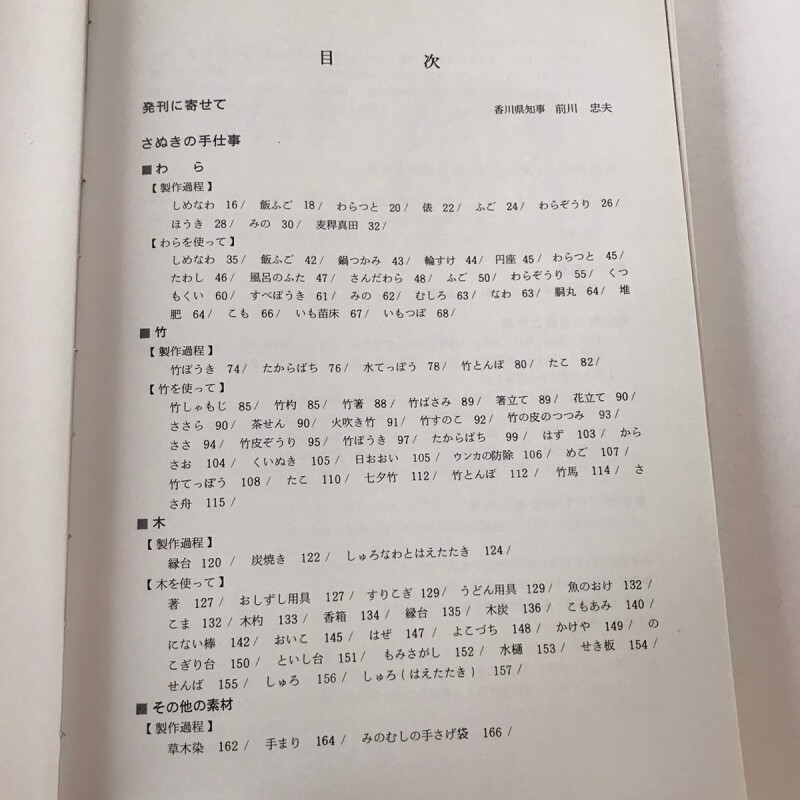 目　次
発刊に寄せて　香川県知事　前川　忠夫
さぬきの手仕事
■わ　ら
【製作過程】
しめなわ　16 /　飯ふご　18 /　わらつと　20 /　俵　22 /　ふご　24 /　わらぞうり　26 /
ほうき　28 /　みの　30 /　麦稈真田　32 /
【わらを使って】
しめなわ　35 /　飯ふご　42 /　鍋つかみ　43 /　輪すけ　44 /　円座　45 /　わらつと　45 /
たわし　46 /　風呂のふた　47 /　さんだわら　48 /　ふご　50 /　わらぞうり　55 /　くつ
もくい　60 /　すべぼうき　61 /　みの　62 /　むしろ　63 /　なわ　63 /　胴丸　64 /　堆
肥　64 /　こも　66 /　いも苗床　67 /　いもつぼ　68 /
■竹
【製作過程】
竹ぼうき　74 /　たからばち　76 /　水てっぽう　78 /　竹とんぼ　80 /　たこ　82 /
【竹を使って】
竹しゃもじ　85 /　竹杓　85 /　竹箸　88 /　竹ばさみ　89 /　箸立て　89 /　花立て　90 /
ささら　90 /　茶せん　90 /　火吹き竹　91 /　竹すのこ　92 /　竹の皮のつつみ　93 /
ささ　94 /　竹皮ぞうり　95 /　竹ぼうき　97 /　たからばち　99 /　はず　103 /　から
さお　104 /　くいぬき　105 /　日おおい　105 /　ウンカの防除　106 /　めご　107 /
竹てっぽう　108 /　たこ　110 /　七夕竹　112 /　竹とんぼ　112 /　竹馬　114 /　さ
さ舟　115 /
■木
【製作過程】
縁台　120 /　炭焼き　122 /　しゅろなわとはえたたき　124 /
【木を使って】
箸　127 /　おしずし用具　127 /　すりこぎ　129 /　うどん用具　129 /　魚のおけ　132 /
こま　132 /　木杓　133 /　香箱　134 /　縁台　135 /　木炭　136 /　こもあみ　140 /
にない棒　142 /　おいこ　145 /　はぜ　147 /　よこづち　148 /　かけや　149 /　の
こぎり台　150 /　といし台　151 /　もみさがし　152 /　水樋　153 /　せき板　154 /
せんば　155 /　しゅろ　156 /　しゅろ(はえたたき)　157 /
■その他の素材
【製作過程】
草木染　162 /　手まり　164 /　みのむしの手さげ袋　166 /